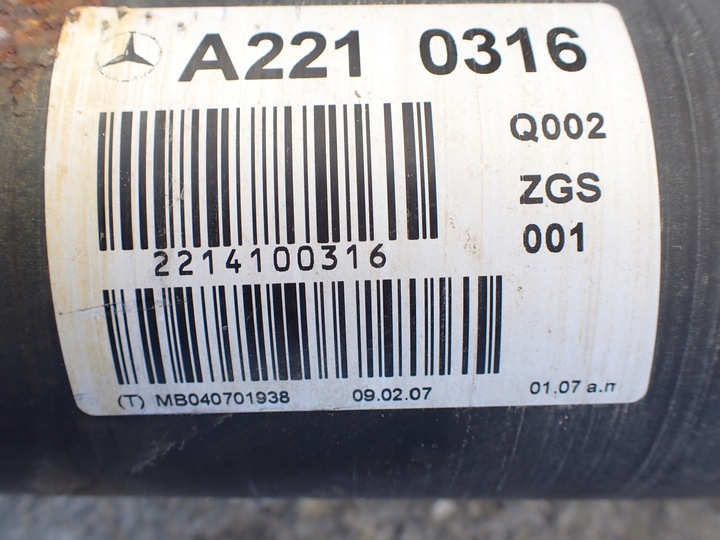 A221 0316
Q002
ZGS
001
2214100316
(T) MB040701938 09.02.07 01.07 a.m